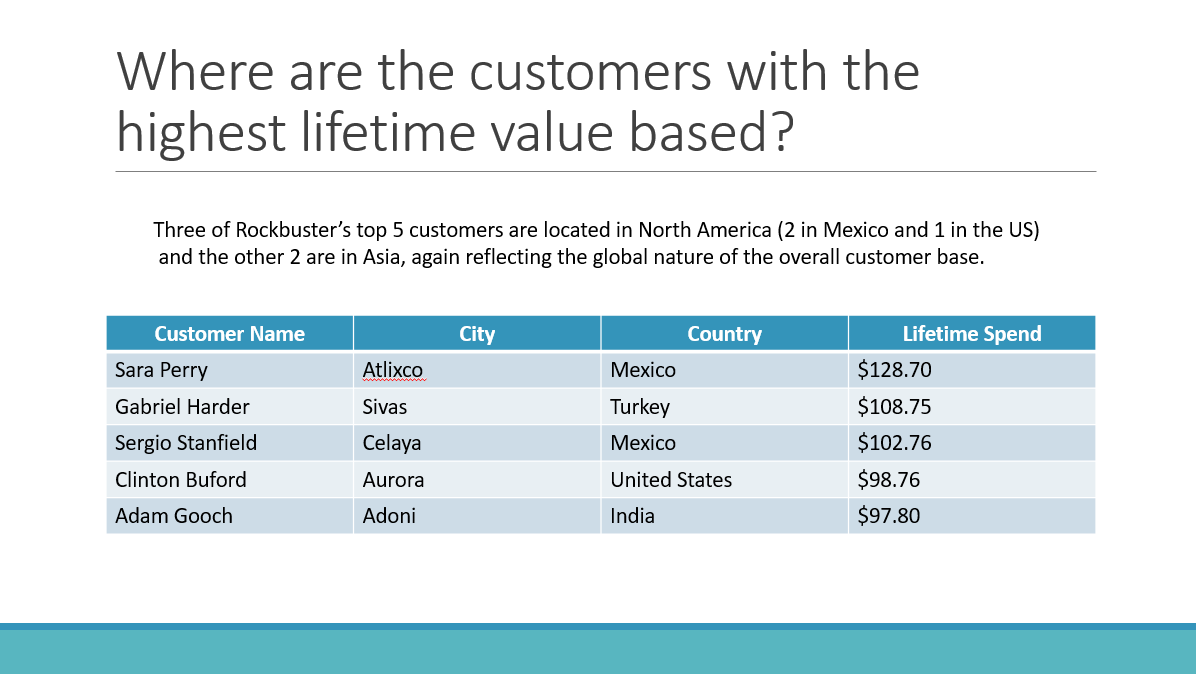 Where are the customers with the
highest lifetime value based?
Three of Rockbuster’s top 5 customers are located in North America (2 in Mexico and 1 in the US)
and the other 2 are in Asia, again reflecting the global nature of the overall customer base.
Customer Name City Country Lifetime Spend
Sara Perry Atlixco Mexico $128.70
Gabriel Harder Sivas Turkey $108.75
Sergio Stanfield Celaya Mexico $102.76
Clinton Buford Aurora United States $98.76
Adam Gooch Adoni India $97.80